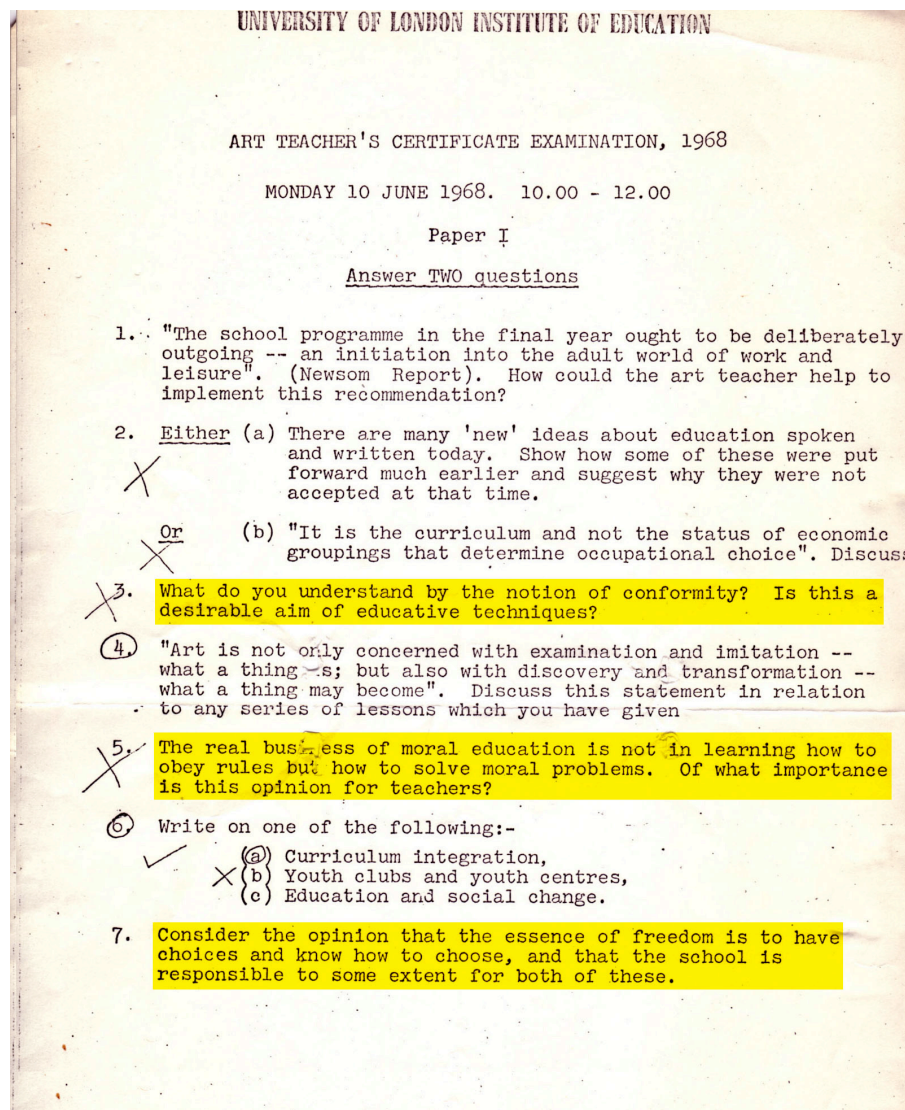 UNIVERSITY OF LONDON INSTITUTE OF EDUCATION
ART TEACHER'S CERTIFICATE EXAMINATION, 1968
MONDAY 10 JUNE 1968. 10.00 - 12.00
Paper I
Answer TWO questions
1. "The school programme in the final year ought to be deliberately
outgoing -- an initiation into the adult world of work and
leisure". (Newsom Report). How could the art teacher help to
implement this recommendation?
2. Either (a) There are many 'new' ideas about education spoken
and written today. Show how some of these were put
forward much earlier and suggest why they were not
accepted at that time.
Or (b) "It is the curriculum and not the status of economic
groupings that determine occupational choice". Discuss
3. What do you understand by the notion of conformity? Is this a
desirable aim of educative techniques?
4. "Art is not only concerned with examination and imitation --
what a thing is; but also with discovery and transformation --
what a thing may become". Discuss this statement in relation
to any series of lessons which you have given
5. The real business of moral education is not in learning how to
obey rules but how to solve moral problems. Of what importance
is this opinion for teachers?
6. Write on one of the following:-
(a) Curriculum integration,
(b) Youth clubs and youth centres,
(c) Education and social change.
7. Consider the opinion that the essence of freedom is to have
choices and know how to choose, and that the school is
responsible to some extent for both of these.